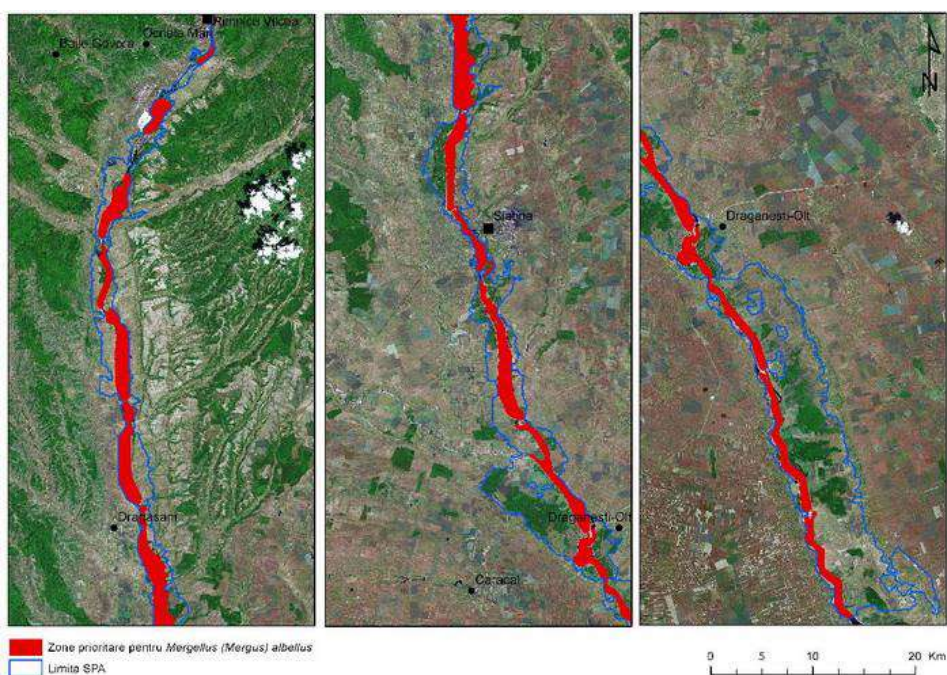 Rimnicu Vilcea
Ocnele Mari
Baile Govora
Dragasani
Slatina
Draganesti-Olt
Caracal
Draganesti-Olt
N
Zone prioritare pentru Mergellus (Mergus) albellus
Limita SPA
0 5 10 20 Km